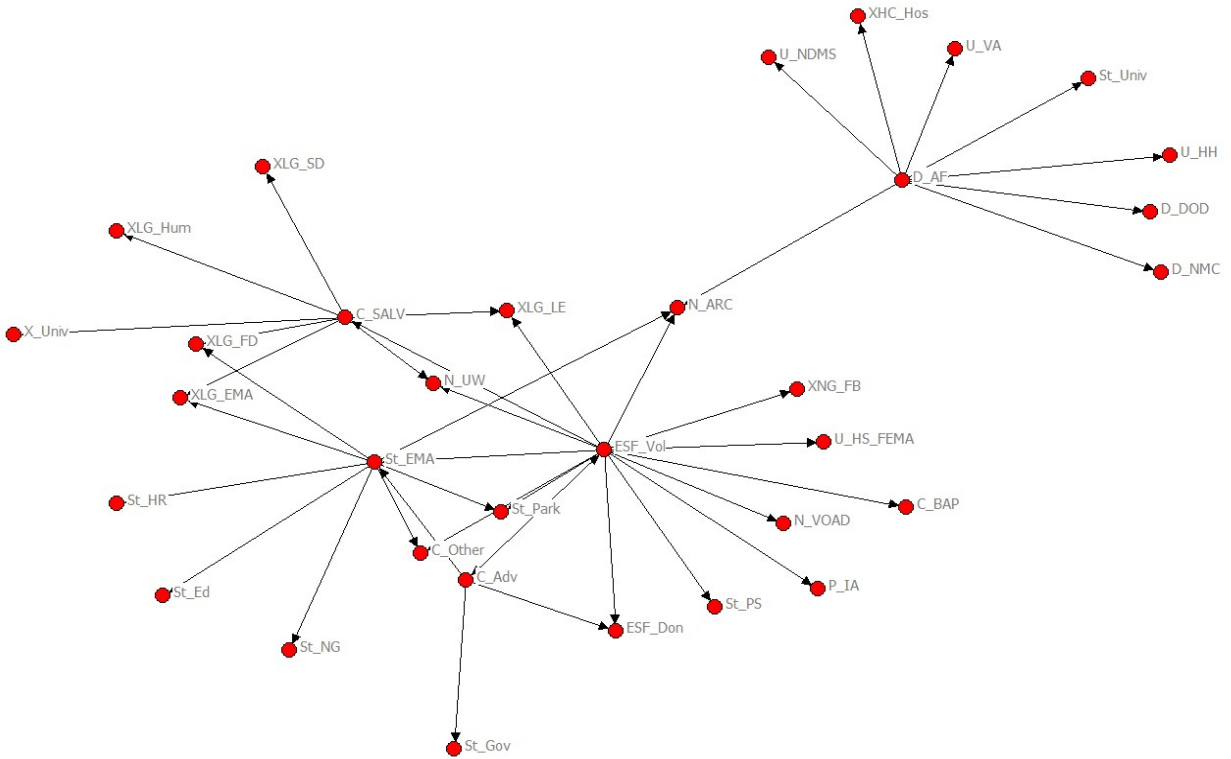 XHC_Hos
U_VA
U_NDMS
St_Univ
U_HH
XLG_SD
D_AF
D_DOD
XLG_Hum
D_NMC
N_ARC
XLG_LE
C_SALV
X_Univ
XLG_FD
N_UW
XNG_FB
XLG_EMA
U_HS_FEMA
ESF_Vol
St_EMA
St_HR
C_BAP
St_Park
N_VOAD
C_Other
C_Adv
P_IA
St_Ed
St_PS
ESF_Don
St_NG
St_Gov